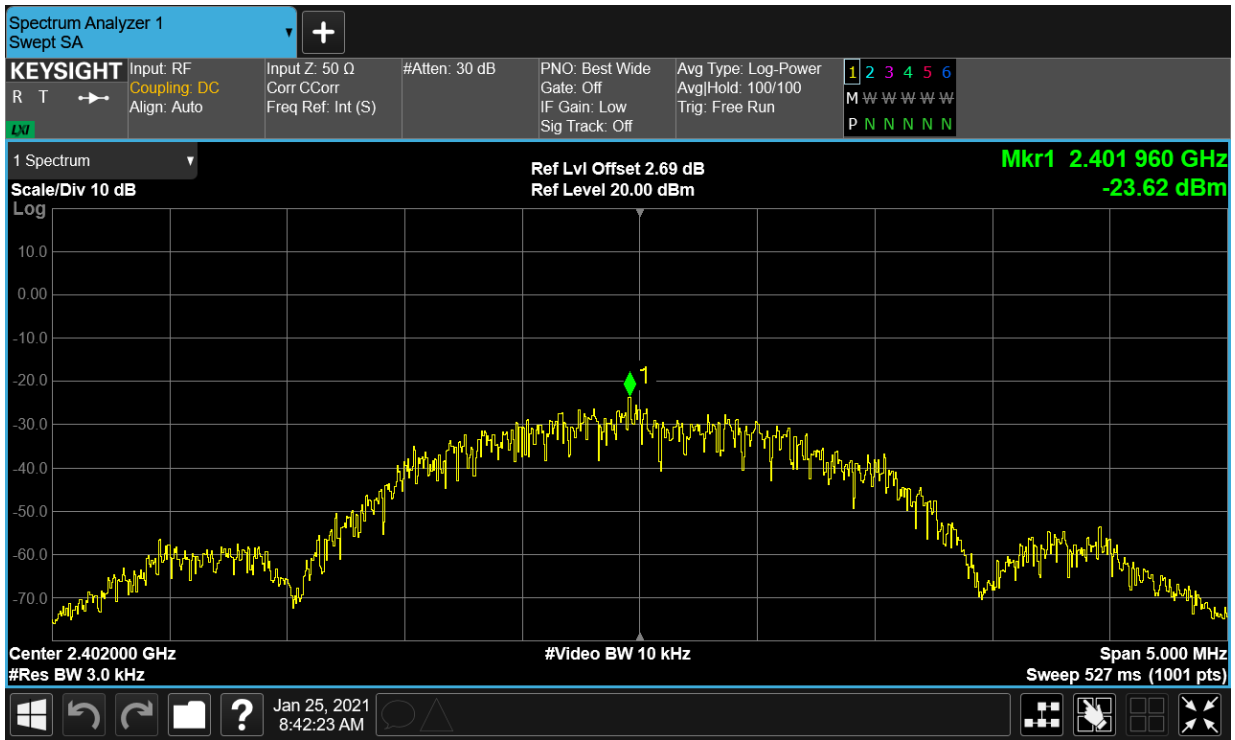 Spectrum Analyzer 1
Swept SA
KEYSIGHT
R T
LXI
Input: RF
Coupling: DC
Align: Auto
Input Z: 50 Ω
Corr CCorr
Freq Ref: Int (S)
#Atten: 30 dB
PNO: Best Wide
Gate: Off
IF Gain: Low
Sig Track: Off
Avg Type: Log-Power
Avg|Hold: 100/100
Trig: Free Run
1 2 3 4 5 6
M W W W W W
P N N N N N
1 Spectrum
Scale/Div 10 dB
Log
Ref Lvl Offset 2.69 dB
Ref Level 20.00 dBm
Mkr1 2.401 960 GHz
-23.62 dBm
10.0
0.00
-10.0
-20.0
-30.0
-40.0
-50.0
-60.0
-70.0
1
Center 2.402000 GHz
#Res BW 3.0 kHz
#Video BW 10 kHz
Span 5.000 MHz
Sweep 527 ms (1001 pts)
?
Jan 25, 2021
8:42:23 AM